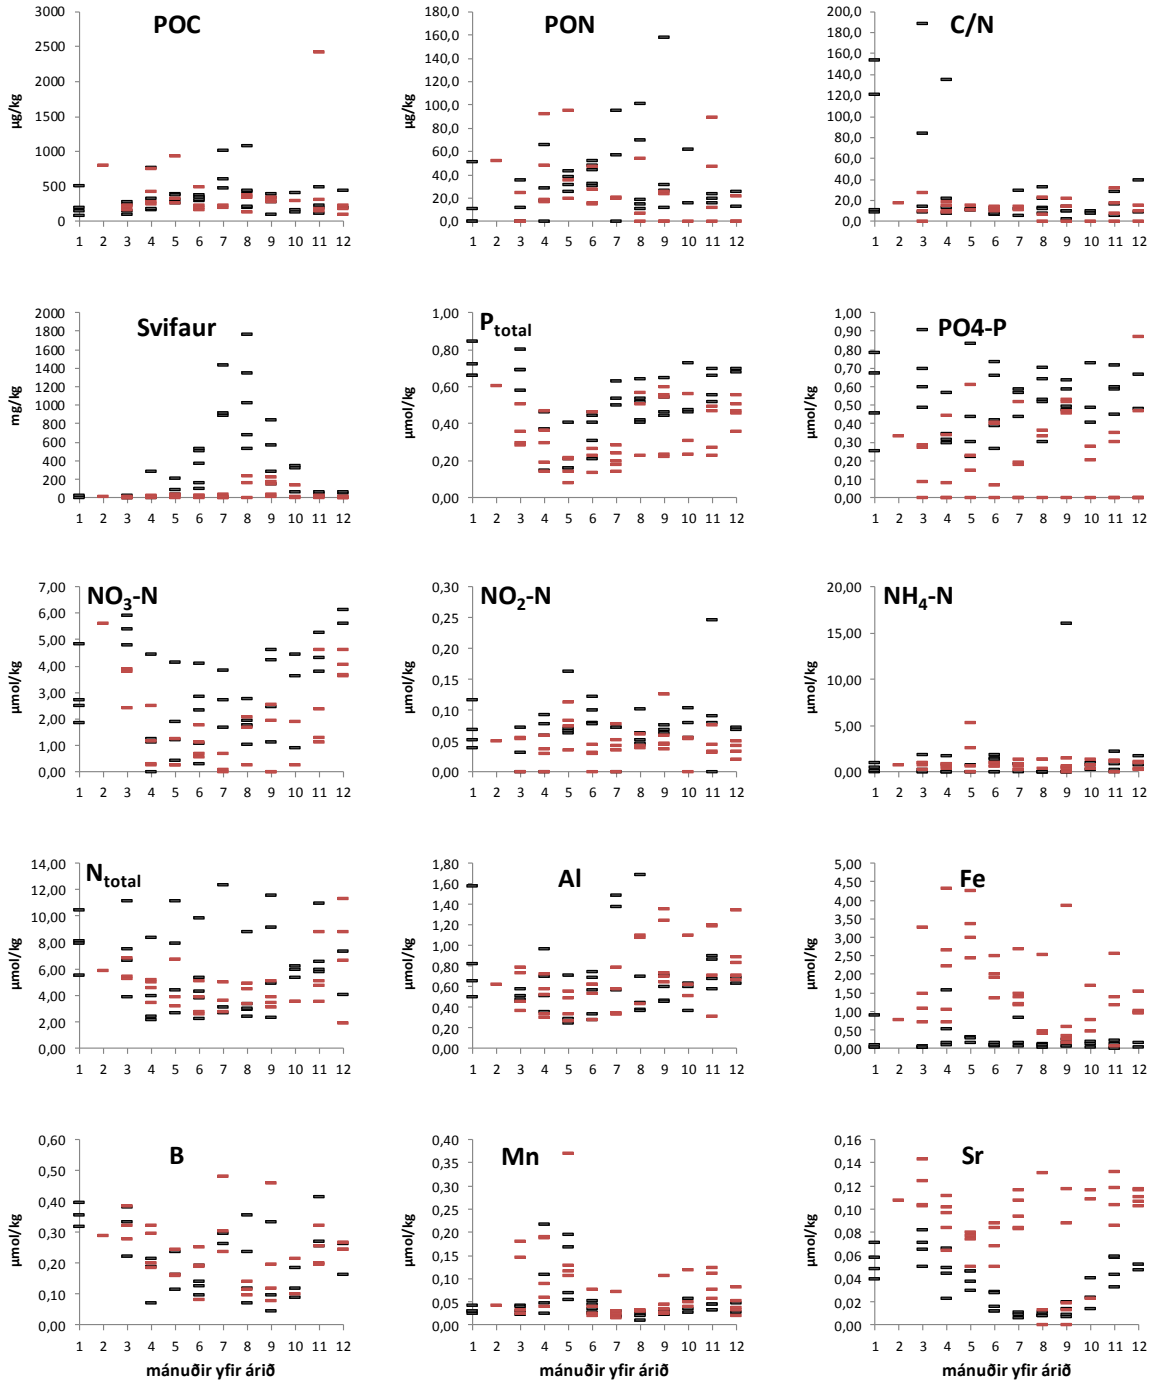 POC
µg/kg
3000
2500
2000
1500
1000
500
0
1 2 3 4 5 6 7 8 9 10 11 12
PON
µg/kg
180,0
160,0
140,0
120,0
100,0
80,0
60,0
40,0
20,0
0,0
1 2 3 4 5 6 7 8 9 10 11 12
C/N
200,0
180,0
160,0
140,0
120,0
100,0
80,0
60,0
40,0
20,0
0,0
1 2 3 4 5 6 7 8 9 10 11 12
Svifaur
mg/kg
2000
1800
1600
1400
1200
1000
800
600
400
200
0
1 2 3 4 5 6 7 8 9 10 11 12
Ptotal
µmol/kg
1,00
0,80
0,60
0,40
0,20
0,00
1 2 3 4 5 6 7 8 9 10 11 12
PO4-P
µmol/kg
1,00
0,90
0,80
0,70
0,60
0,50
0,40
0,30
0,20
0,10
0,00
1 2 3 4 5 6 7 8 9 10 11 12
NO3-N
µmol/kg
7,00
6,00
5,00
4,00
3,00
2,00
1,00
0,00
1 2 3 4 5 6 7 8 9 10 11 12
NO2-N
µmol/kg
0,30
0,25
0,20
0,15
0,10
0,05
0,00
1 2 3 4 5 6 7 8 9 10 11 12
NH4-N
µmol/kg
20,00
15,00
10,00
5,00
0,00
1 2 3 4 5 6 7 8 9 10 11 12
Ntotal
µmol/kg
14,00
12,00
10,00
8,00
6,00
4,00
2,00
0,00
1 2 3 4 5 6 7 8 9 10 11 12
Al
µmol/kg
1,80
1,60
1,40
1,20
1,00
0,80
0,60
0,40
0,20
0,00
1 2 3 4 5 6 7 8 9 10 11 12
Fe
µmol/kg
5,00
4,50
4,00
3,50
3,00
2,50
2,00
1,50
1,00
0,50
0,00
1 2 3 4 5 6 7 8 9 10 11 12
B
µmol/kg
0,60
0,50
0,40
0,30
0,20
0,10
0,00
1 2 3 4 5 6 7 8 9 10 11 12
mánuðir yfir árið
Mn
µmol/kg
0,40
0,35
0,30
0,25
0,20
0,15
0,10
0,05
0,00
1 2 3 4 5 6 7 8 9 10 11 12
mánuðir yfir árið
Sr
µmol/kg
0,16
0,14
0,12
0,10
0,08
0,06
0,04
0,02
0,00
1 2 3 4 5 6 7 8 9 10 11 12
mánuðir yfir árið